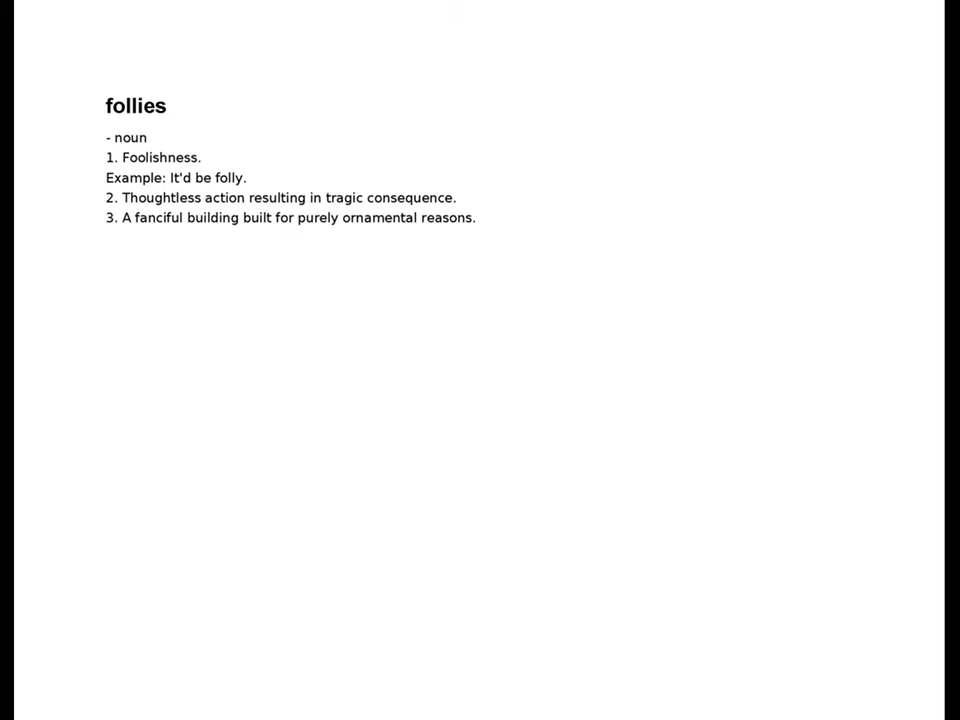 follies
- noun
1. Foolishness.
Example: It'd be folly.
2. Thoughtless action resulting in tragic consequence.
3. A fanciful building built for purely ornamental reasons.